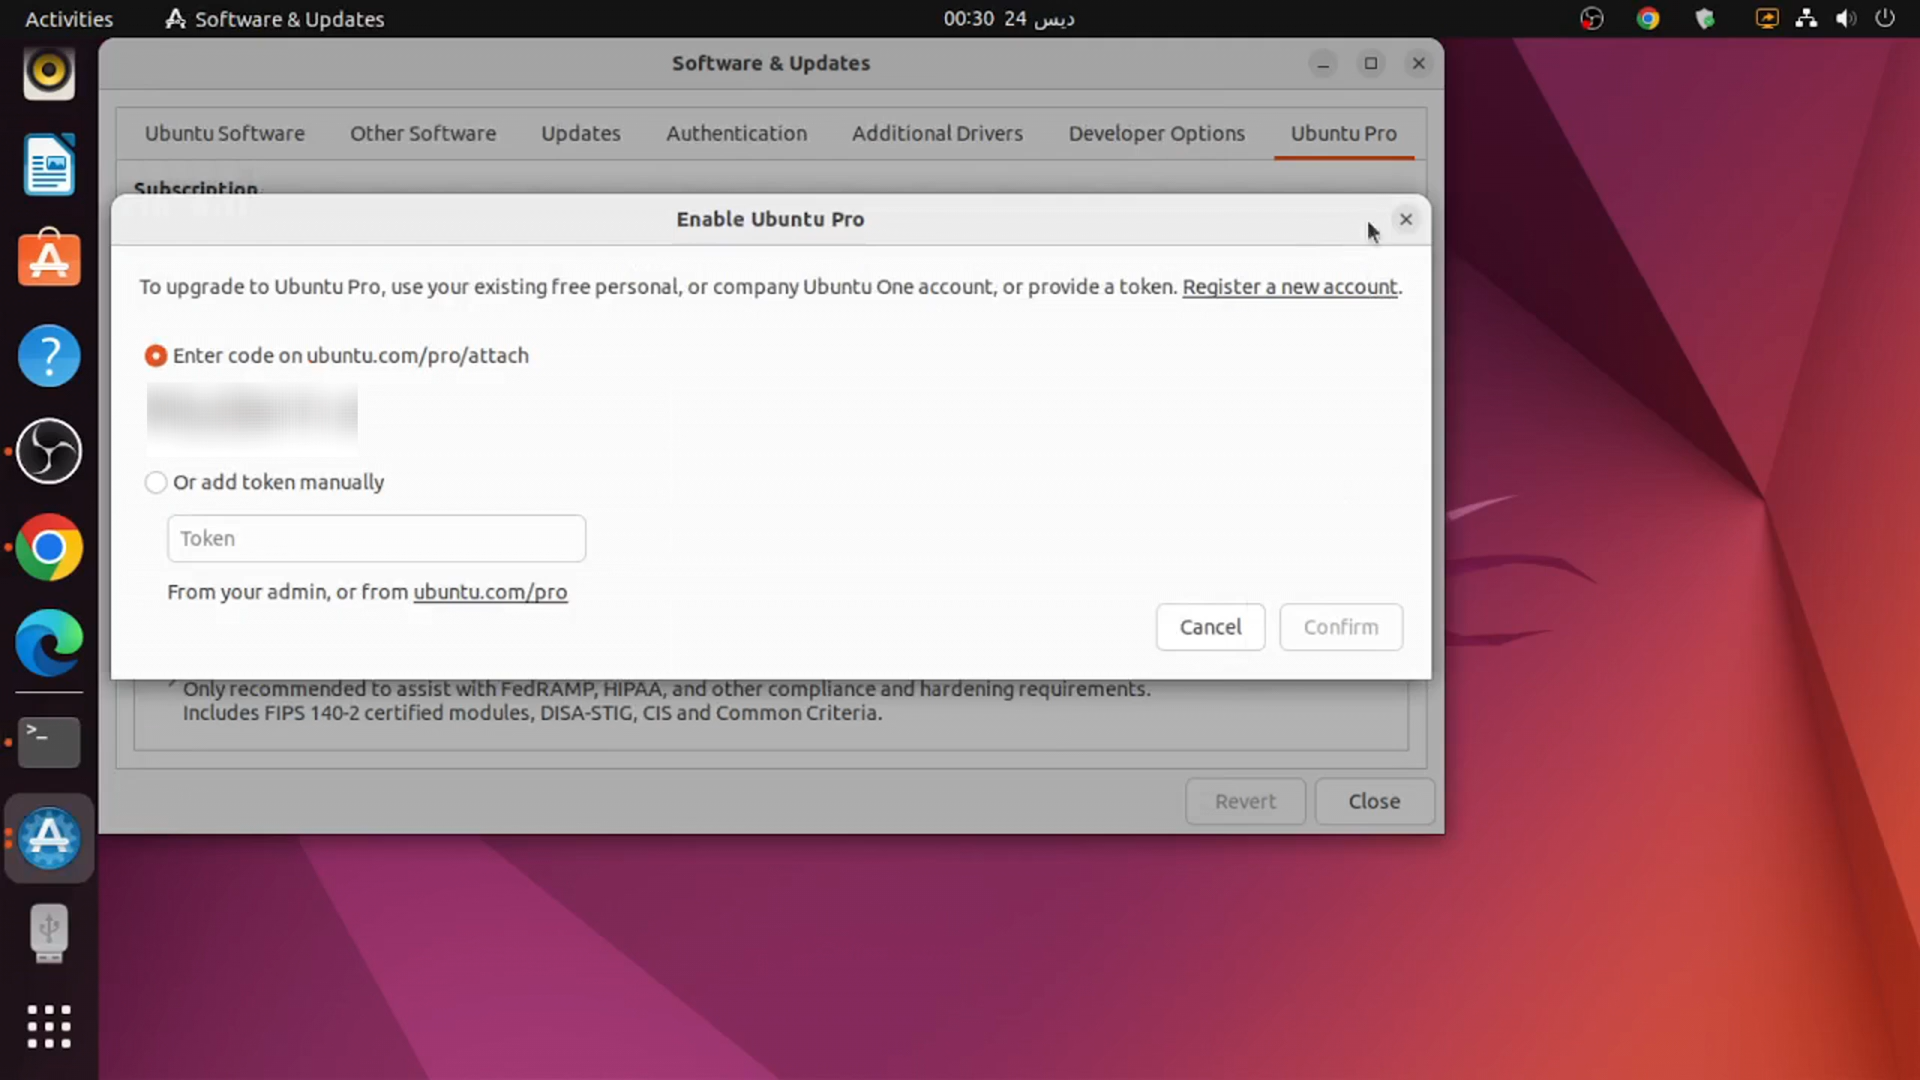 Activities
Software & Updates
00:30 24 ديس
Software & Updates
Ubuntu Software
Other Software
Updates
Authentication
Additional Drivers
Developer Options
Ubuntu Pro
Subscription
Enable Ubuntu Pro
To upgrade to Ubuntu Pro, use your existing free personal, or company Ubuntu One account, or provide a token. Register a new account.
Enter code on ubuntu.com/pro/attach
Or add token manually
Token
From your admin, or from ubuntu.com/pro
Cancel
Confirm
Only recommended to assist with FedRAMP, HIPAA, and other compliance and hardening requirements.
Includes FIPS 140-2 certified modules, DISA-STIG, CIS and Common Criteria.
Revert
Close